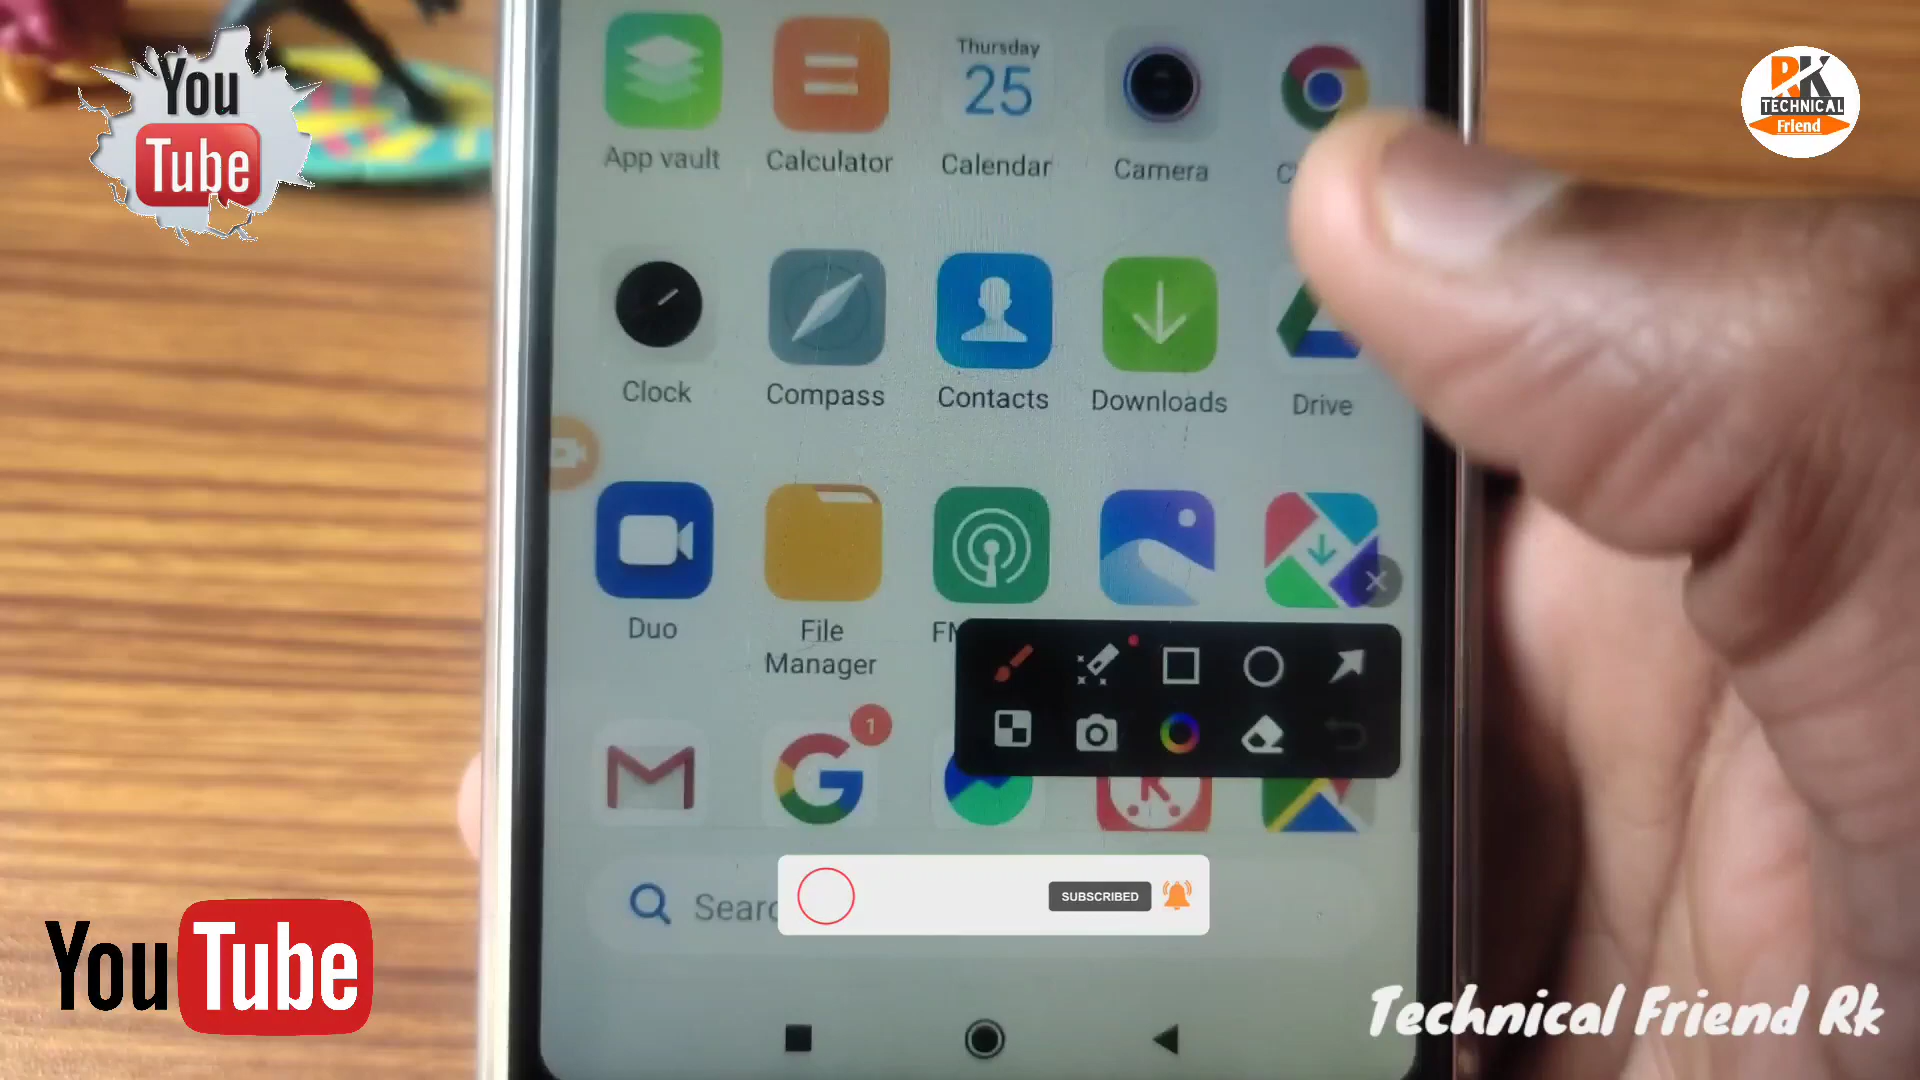 You
Tube
RK
TECHNICAL
Friend
Thursday
25
App vault
Calculator
Calendar
Camera
Clock
Compass
Contacts
Downloads
Drive
Duo
File
Manager
FM
1
SUBSCRIBED
You Tube
Technical Friend Rk